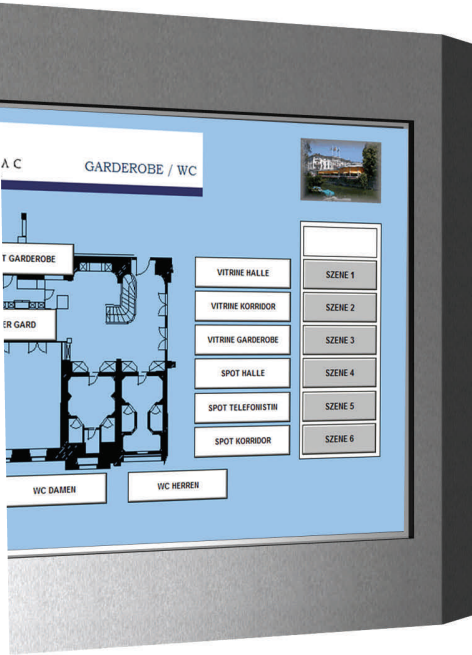 A C
GARDEROBE / WC
T GARDEROBE
ER GARD
VITRINE HALLE
SZENE 1
VITRINE KORRIDOR
SZENE 2
VITRINE GARDEROBE
SZENE 3
SPOT HALLE
SZENE 4
SPOT TELEFONISTIN
SZENE 5
SPOT KORRIDOR
SZENE 6
WC DAMEN
WC HERREN